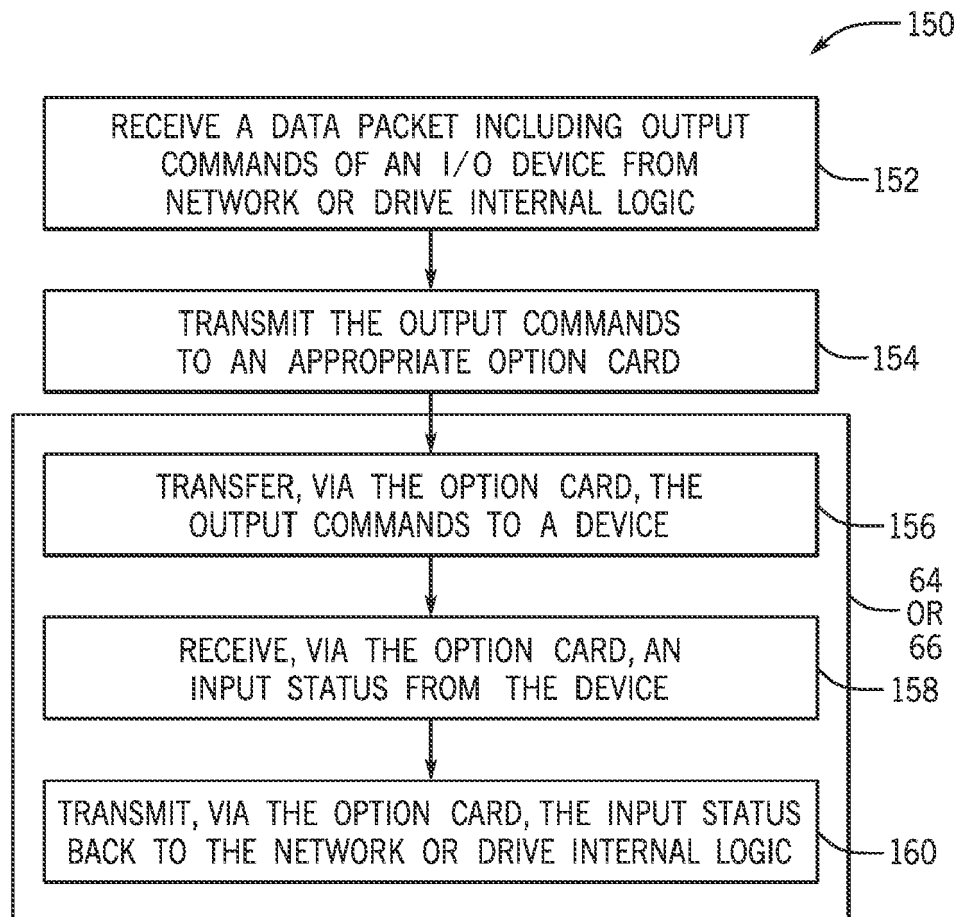 150
RECEIVE A DATA PACKET INCLUDING OUTPUT
COMMANDS OF AN I/O DEVICE FROM
NETWORK OR DRIVE INTERNAL LOGIC
152
TRANSMIT THE OUTPUT COMMANDS
TO AN APPROPRIATE OPTION CARD
154
TRANSFER, VIA THE OPTION CARD, THE
OUTPUT COMMANDS TO A DEVICE
156
64
OR
66
RECEIVE, VIA THE OPTION CARD, AN
INPUT STATUS FROM THE DEVICE
158
TRANSMIT, VIA THE OPTION CARD, THE INPUT STATUS
BACK TO THE NETWORK OR DRIVE INTERNAL LOGIC
160